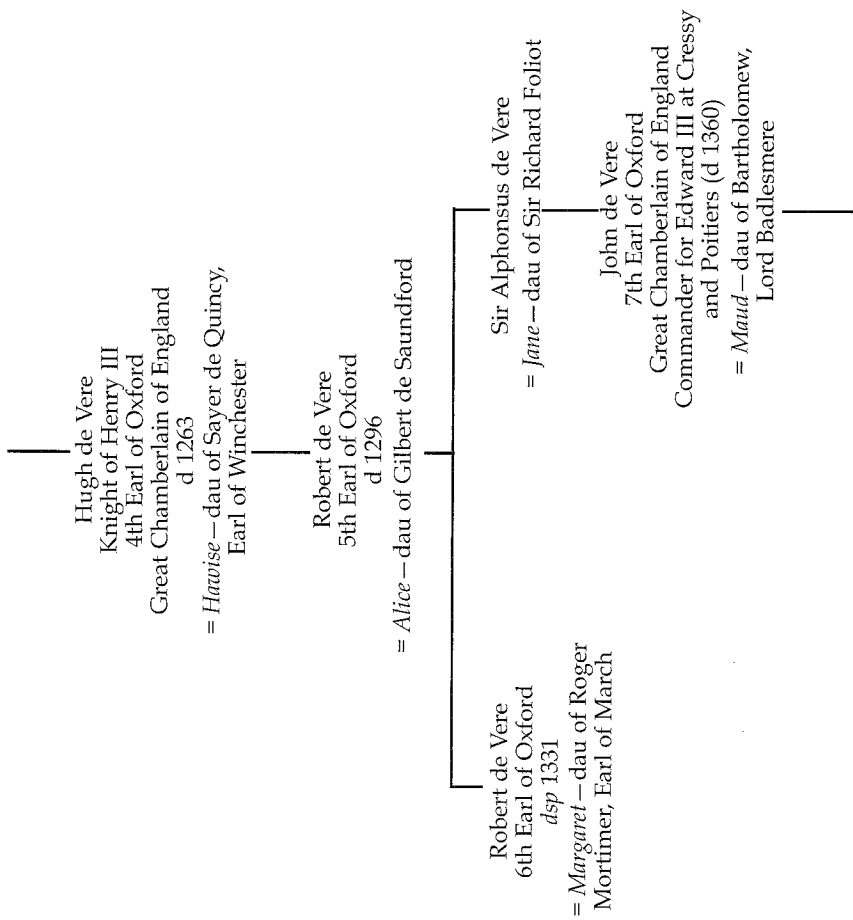 Hugh de Vere
Knight of Henry III
4th Earl of Oxford
Great Chamberlain of England
d 1263
= Hawise—dau of Sayer de Quincy,
Earl of Winchester
Robert de Vere
5th Earl of Oxford
d 1296
= Alice—dau of Gilbert de Saundford
Robert de Vere
6th Earl of Oxford
dsp 1331
= Margaret—dau of Roger
Mortimer, Earl of March
Sir Alphonsus de Vere
= Jane—dau of Sir Richard Foliot
John de Vere
7th Earl of Oxford
Great Chamberlain of England
Commander for Edward III at Cressy
and Poitiers (d 1360)
= Maud—dau of Bartholomew,
Lord Badlesmere